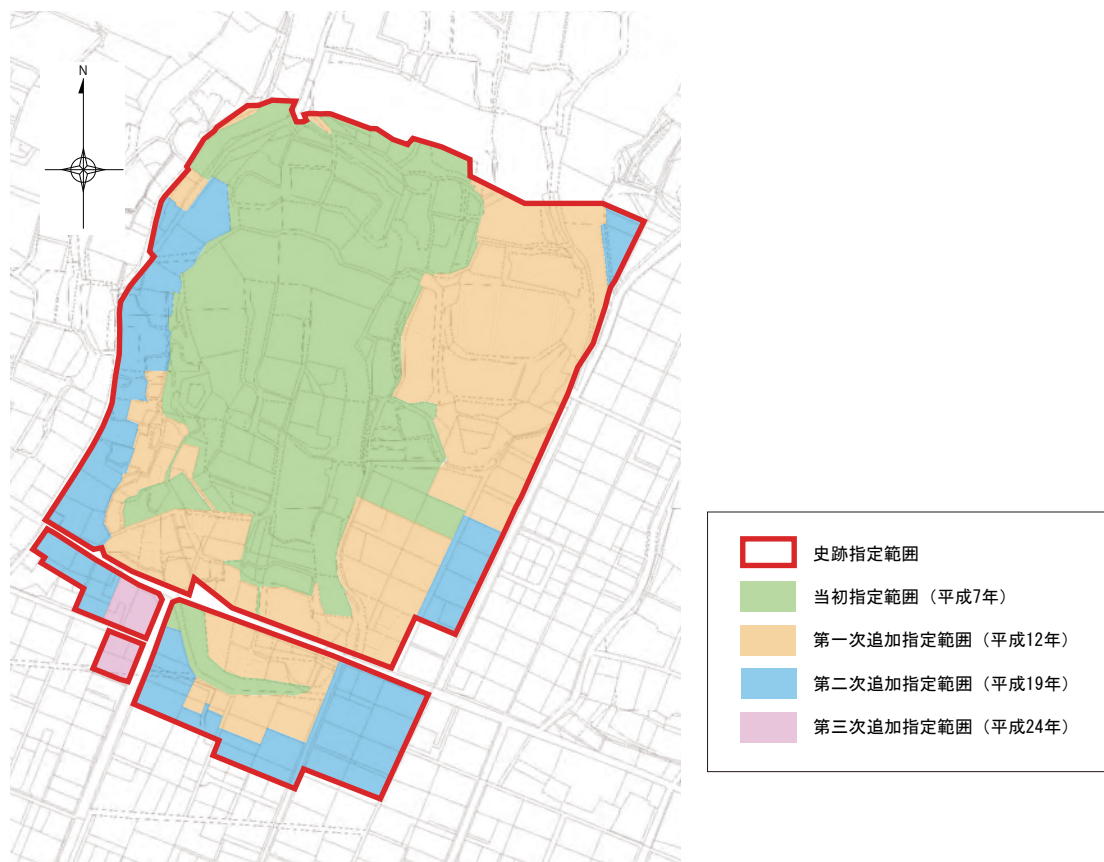 N
史跡指定範囲
当初指定範囲（平成7年）
第一次追加指定範囲（平成12年）
第二次追加指定範囲（平成19年）
第三次追加指定範囲（平成24年）